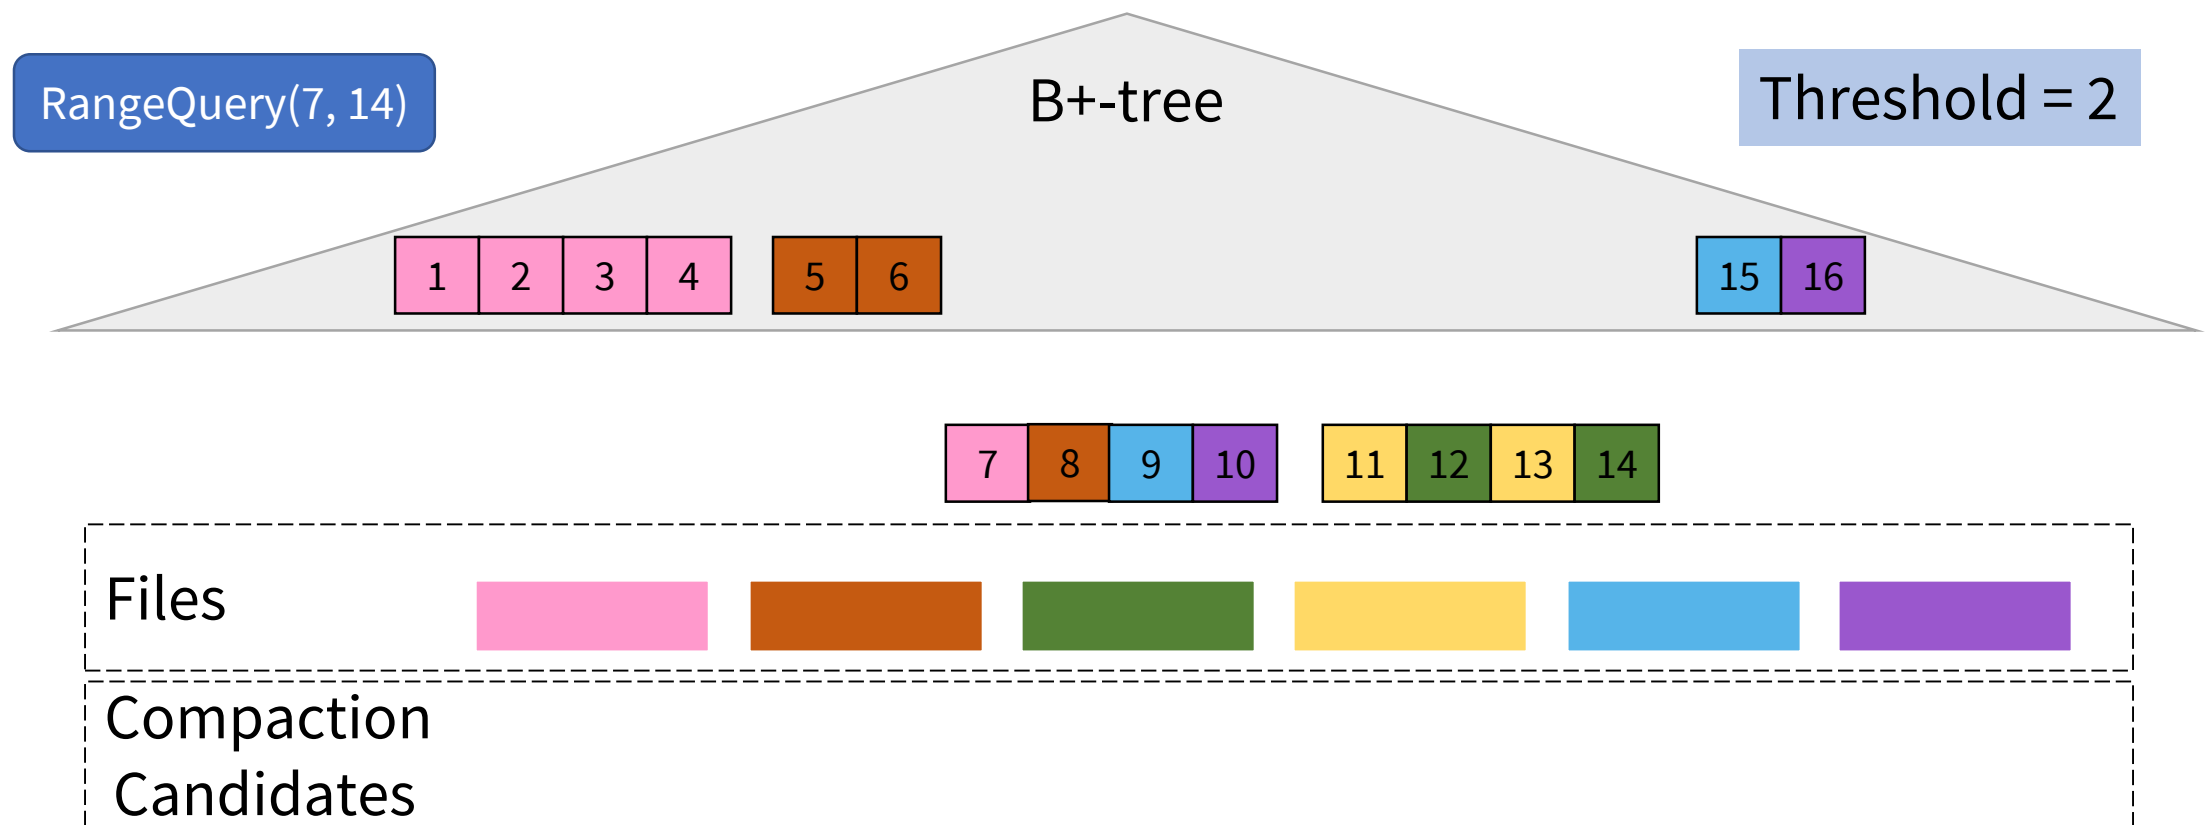 RangeQuery(7, 14)
B+-tree
Threshold = 2
1 2 3 4 5 6 15 16
7 8 9 10 11 12 13 14
Files
Compaction
Candidates